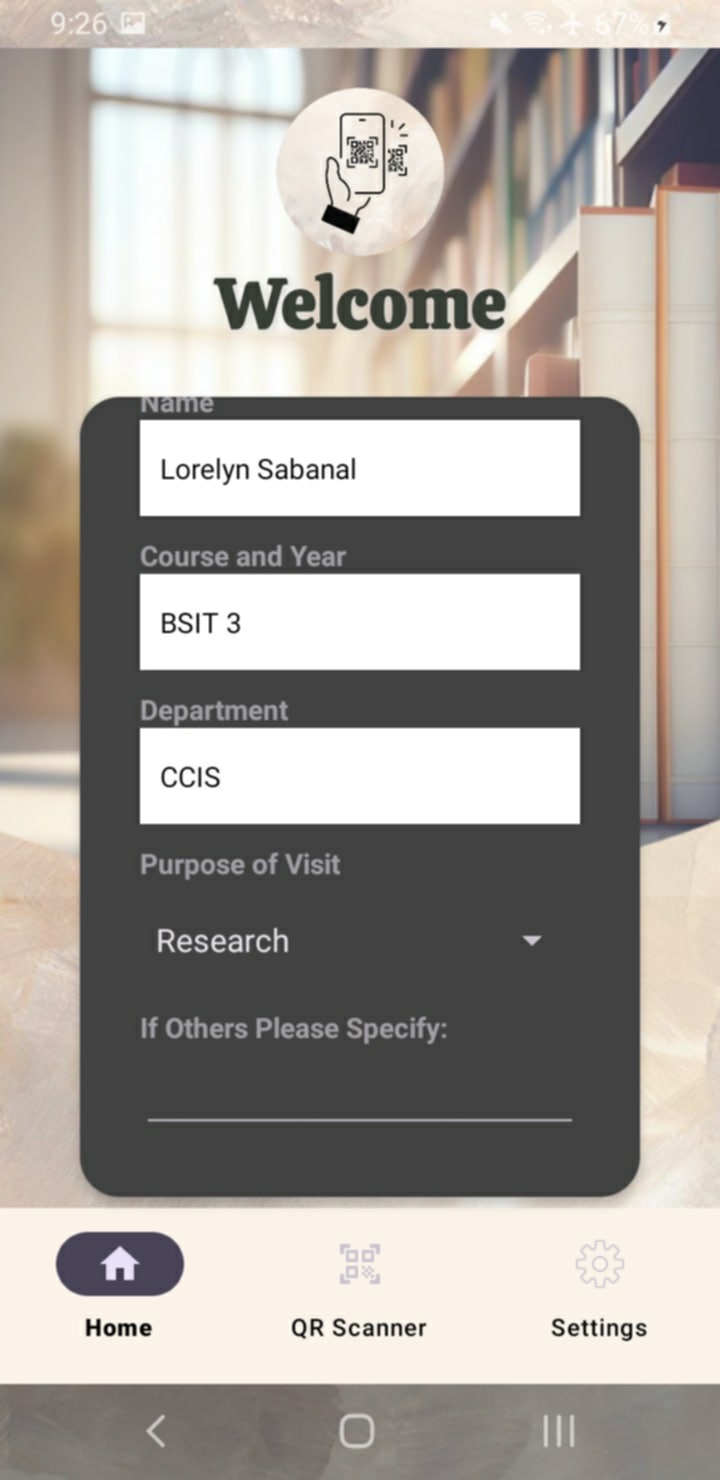 9:26
67%
Welcome
Name
Lorelyn Sabanal
Course and Year
BSIT 3
Department
CCIS
Purpose of Visit
Research
If Others Please Specify:
Home
QR Scanner
Settings